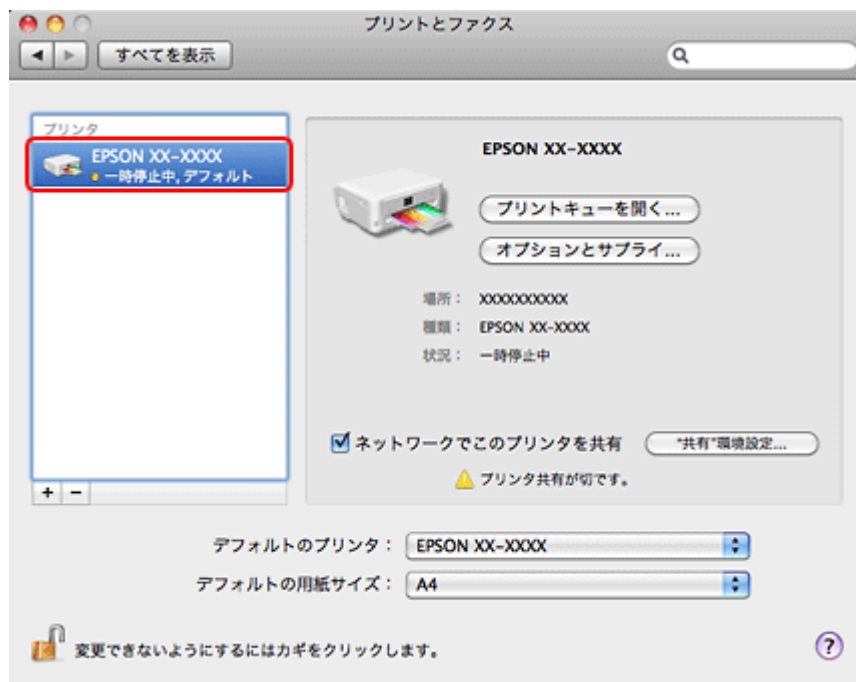 プリントとファクス
すべてを表示
プリンタ
EPSON XX-XXXX
一時停止中, デフォルト
EPSON XX-XXXX
プリントキューを開く...
オプションとサプライ...
場所： XXXXXXXXXX
種類： EPSON XX-XXXX
状況： 一時停止中
ネットワークでこのプリンタを共有
"共有"環境設定...
プリンタ共有が切です。
+ −
デフォルトのプリンタ： EPSON XX-XXXX
デフォルトの用紙サイズ： A4
変更できないようにするにはカギをクリックします。
?